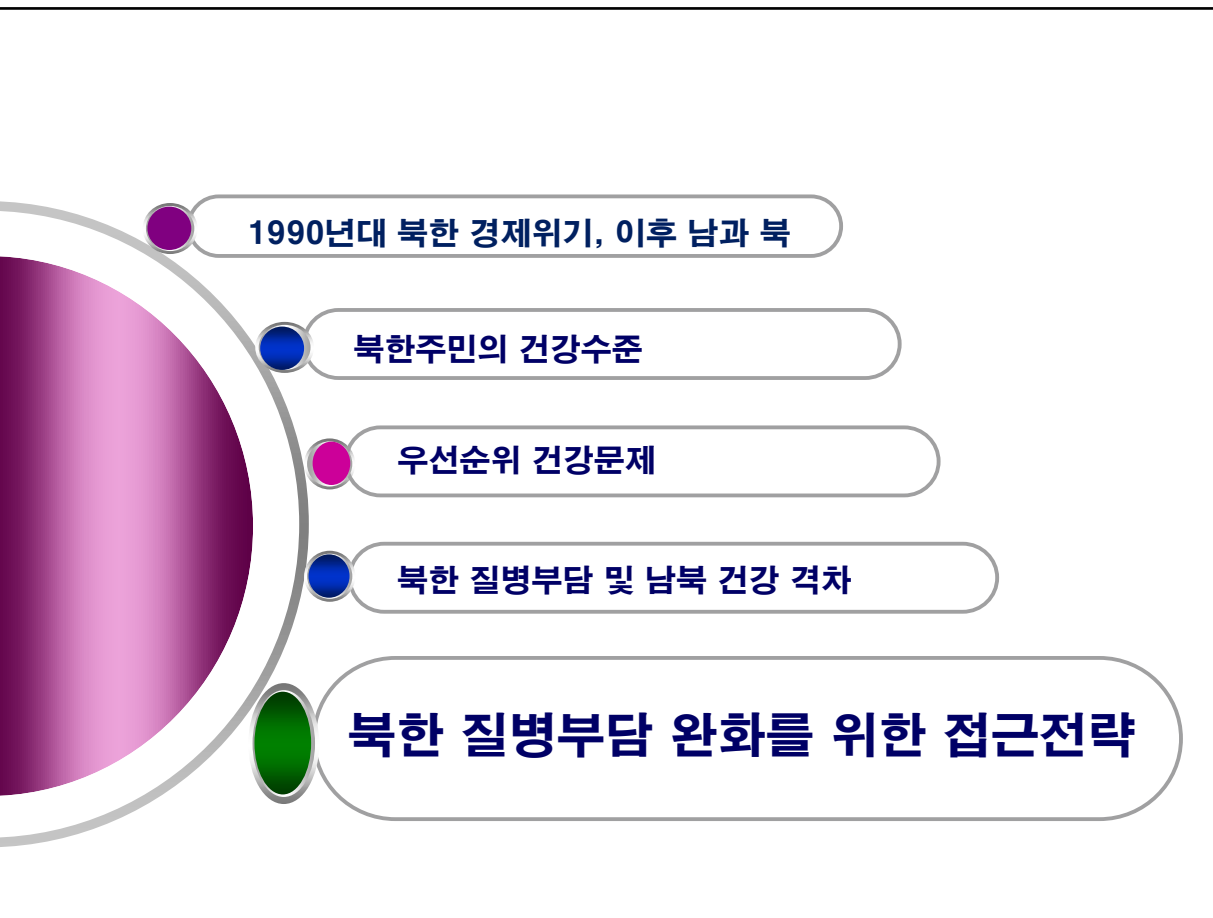 1990년대 북한 경제위기, 이후 남과 북
북한주민의 건강수준
우선순위 건강문제
북한 질병부담 및 남북 건강 격차
북한 질병부담 완화를 위한 접근전략